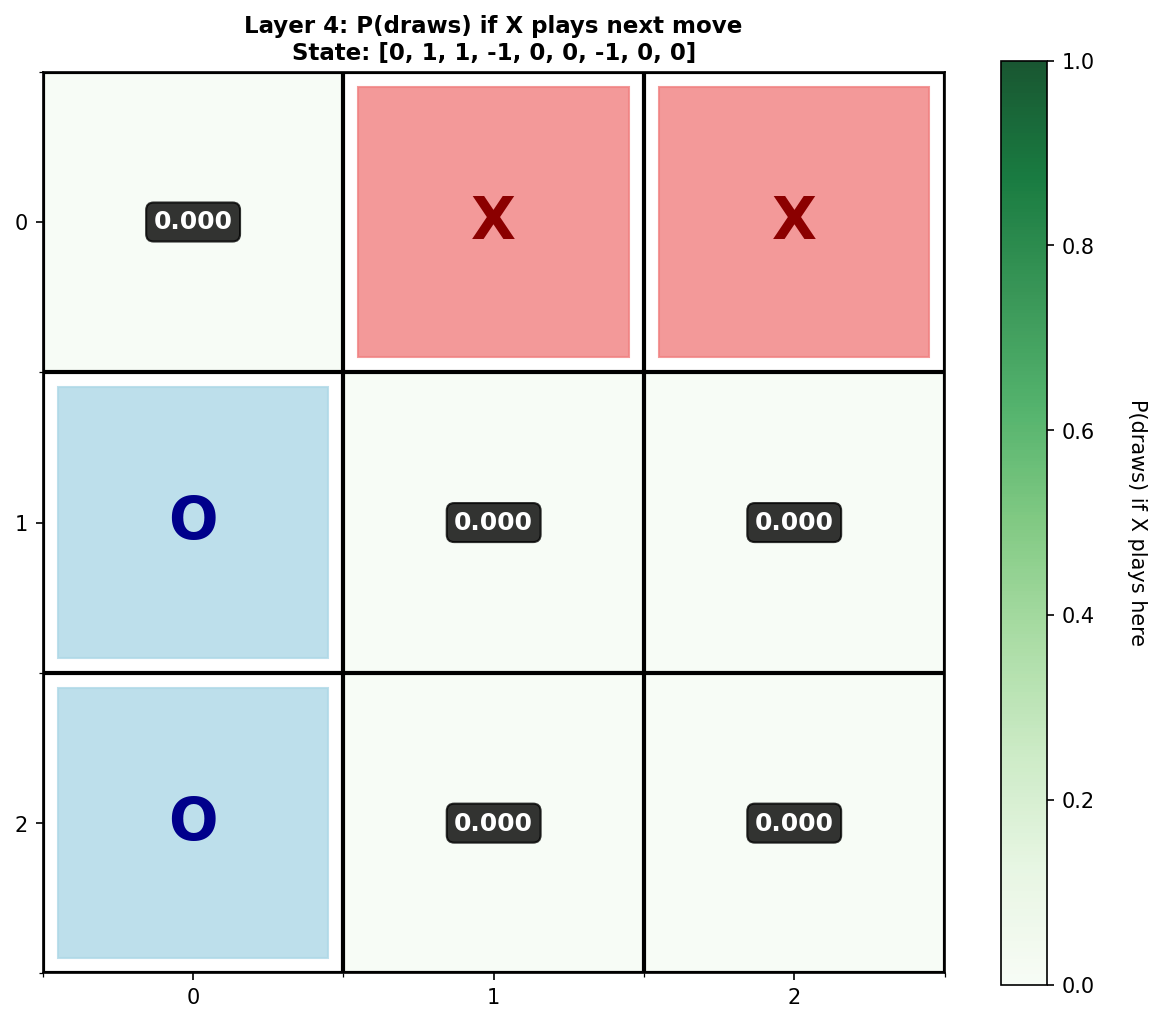 Layer 4: P(draws) if X plays next move
State: [0, 1, 1, -1, 0, 0, -1, 0, 0]
0
0.000
X
X
1
O
0.000
0.000
2
O
0.000
0.000
0
1
2
1.0
0.8
0.6
0.4
0.2
0.0
P(draws) if X plays here